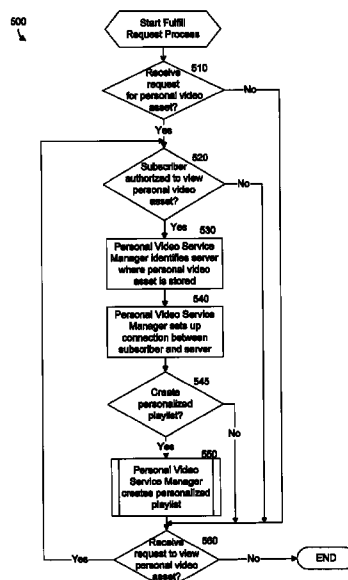 500
Start Fulfill
Request Process
510
Receive
request
for personal video
asset?
No
Yes
520
Subscriber
authorized to view
personal video
asset?
No
Yes
530
Personal Video Service
Manager identifies server
where personal video
asset is stored
540
Personal Video Service
Manager sets up
connection between
subscriber and server
545
Create
personalized
playlist?
No
Yes
550
Personal Video
Service Manager
creates personalized
playlist
560
Receive
request to view
personal video
asset?
Yes
No
END